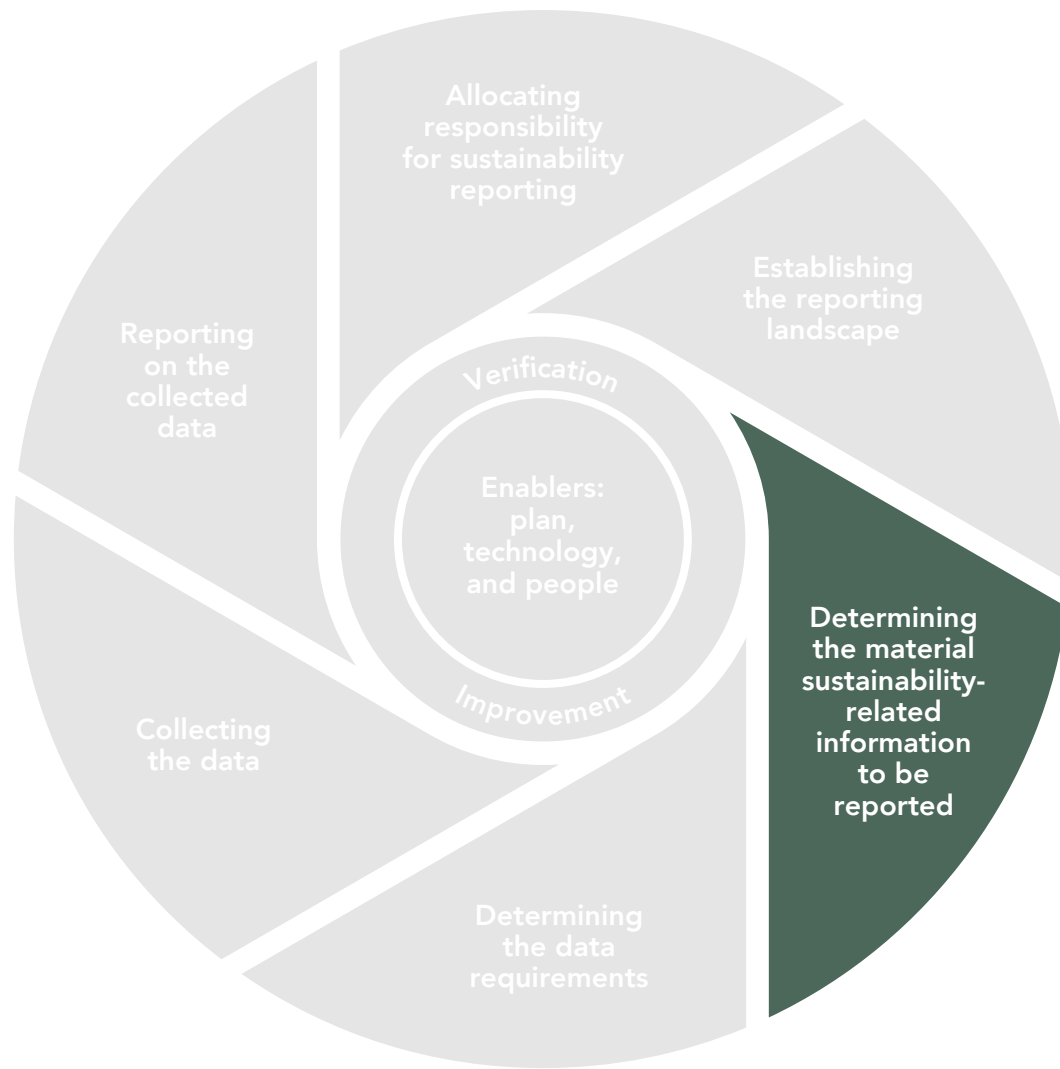 Allocating
responsibility
for sustainability
reporting
Establishing
the reporting
landscape
Determining
the material
sustainability-
related
information
to be
reported
Determining
the data
requirements
Collecting
the data
Reporting
on the
collected
data
Verification
Enablers:
plan,
technology,
and people
Improvement